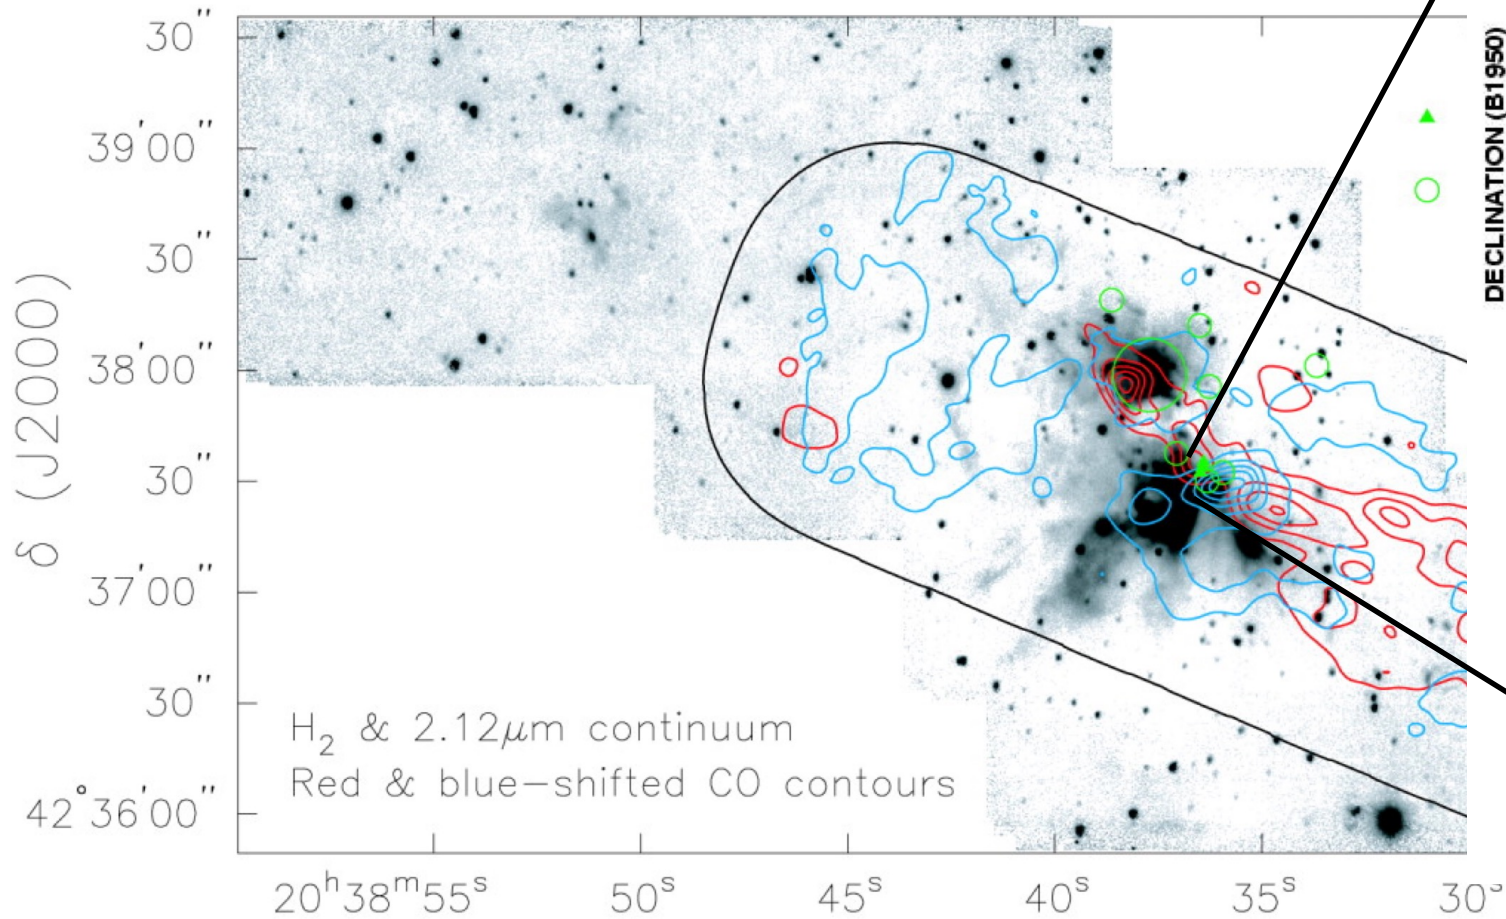 DECLINATION (B1950)
30''
39'00''
30''
38'00''
30''
37'00''
30''
42°36'00''
δ (J2000)
H₂ & 2.12μm continuum
Red & blue–shifted CO contours
20ʰ38ᵐ55ˢ
50ˢ
45ˢ
40ˢ
35ˢ
30ˢ